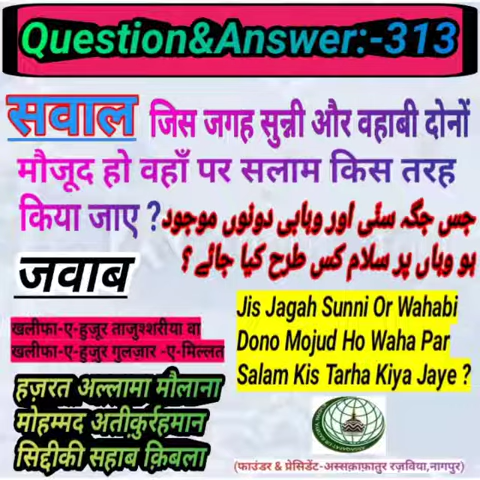 Question&Answer:-313
सवाल जिस जगह सुन्नी और वहाबी दोनों
मौजूद हो वहाँ पर सलाम किस तरह
किया जाए ?
جس جگہ سنی اور وہابی دونوں موجود
ہو وہاں پر سلام کس طرح کیا جائے ؟
जवाब
Jis Jagah Sunni Or Wahabi
Dono Mojud Ho Waha Par
Salam Kis Tarha Kiya Jaye ?
खलीफा-ए-हुजूर ताजुश्शरीया वा
खलीफा-ए-हुजुर गुलज़ार -ए-मिल्लत
हज़रत अल्लामा मौलाना
मोहम्मद अतीक़ुर्रहमान
सिद्दीकी सहाब क़िबला
(फाउंडर & प्रेसिडेंट-अस्सक़ाफ़ातुर रज़विया,नागपुर)